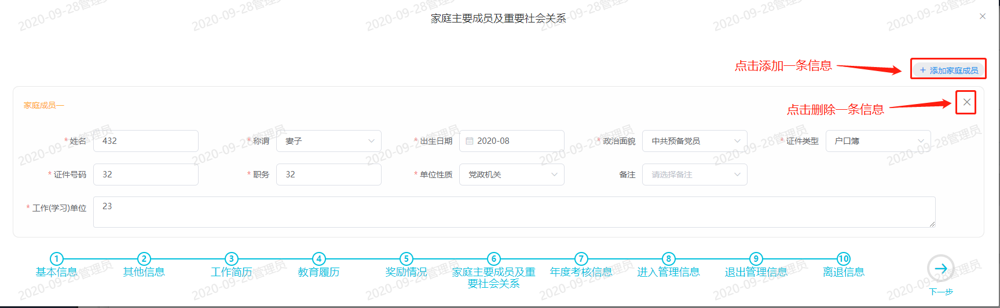 家庭主要成员及重要社会关系
点击添加一条信息
+ 添加家庭成员
家庭成员一
点击删除一条信息
* 姓名 432 * 称谓 妻子 * 出生日期 2020-08 * 政治面貌 中共预备党员 * 证件类型 户口簿
* 证件号码 32 * 职务 32 * 单位性质 党政机关 备注 请选择备注
* 工作(学习)单位 23
1 2 3 4 5 6 7 8 9 10
基本信息 其他信息 工作简历 教育履历 奖励情况 家庭主要成员及重 年度考核信息 进入管理信息 退出管理信息 离退信息
要社会关系
下一步
2020-09-28管理员